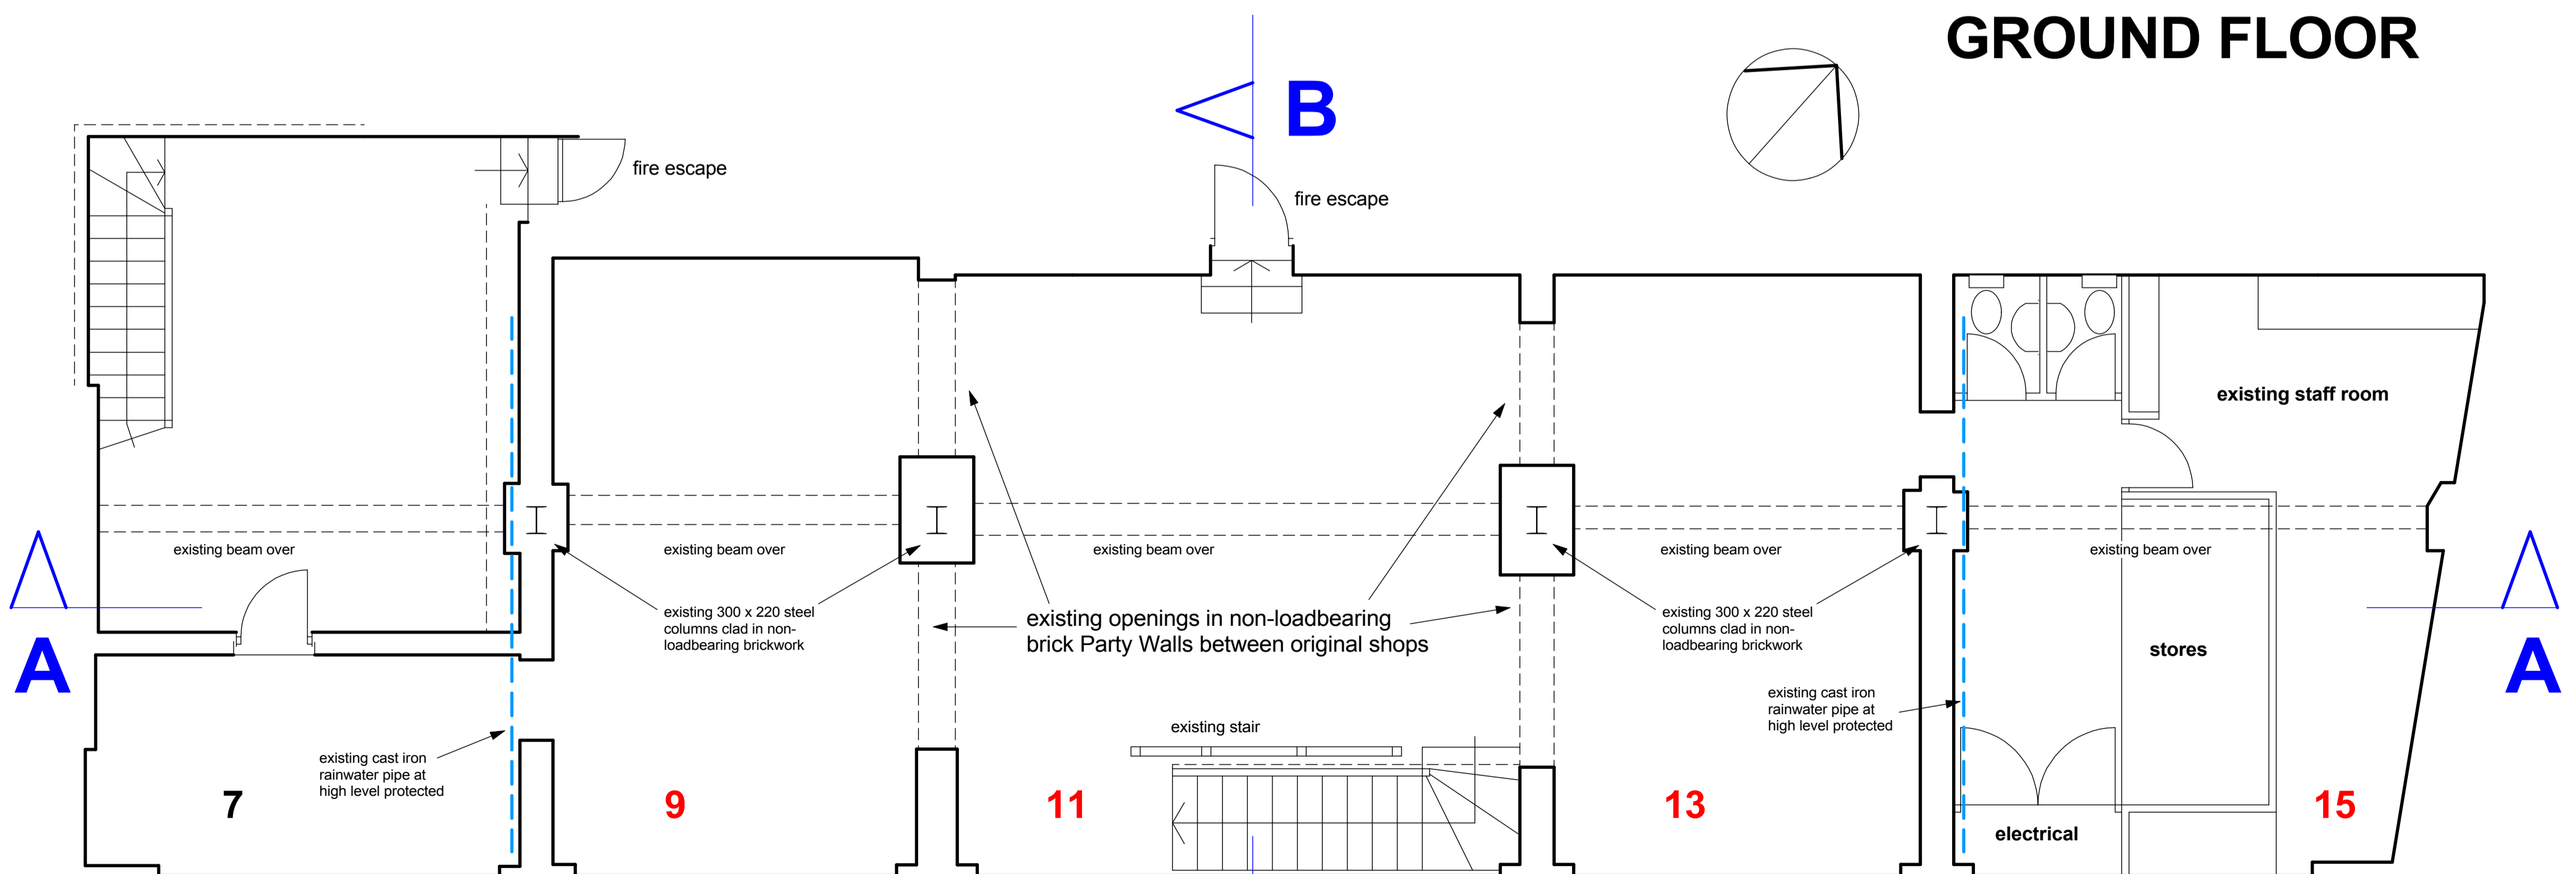 GROUND FLOOR
B
fire escape
fire escape
existing staff room
existing beam over
existing beam over
existing beam over
existing beam over
existing beam over
existing 300 x 220 steel
columns clad in non-
loadbearing brickwork
existing openings in non-loadbearing
brick Party Walls between original shops
existing 300 x 220 steel
columns clad in non-
loadbearing brickwork
A
A
stores
existing cast iron
rainwater pipe at
high level protected
existing stair
existing cast iron
rainwater pipe at
high level protected
7
9
11
13
15
electrical